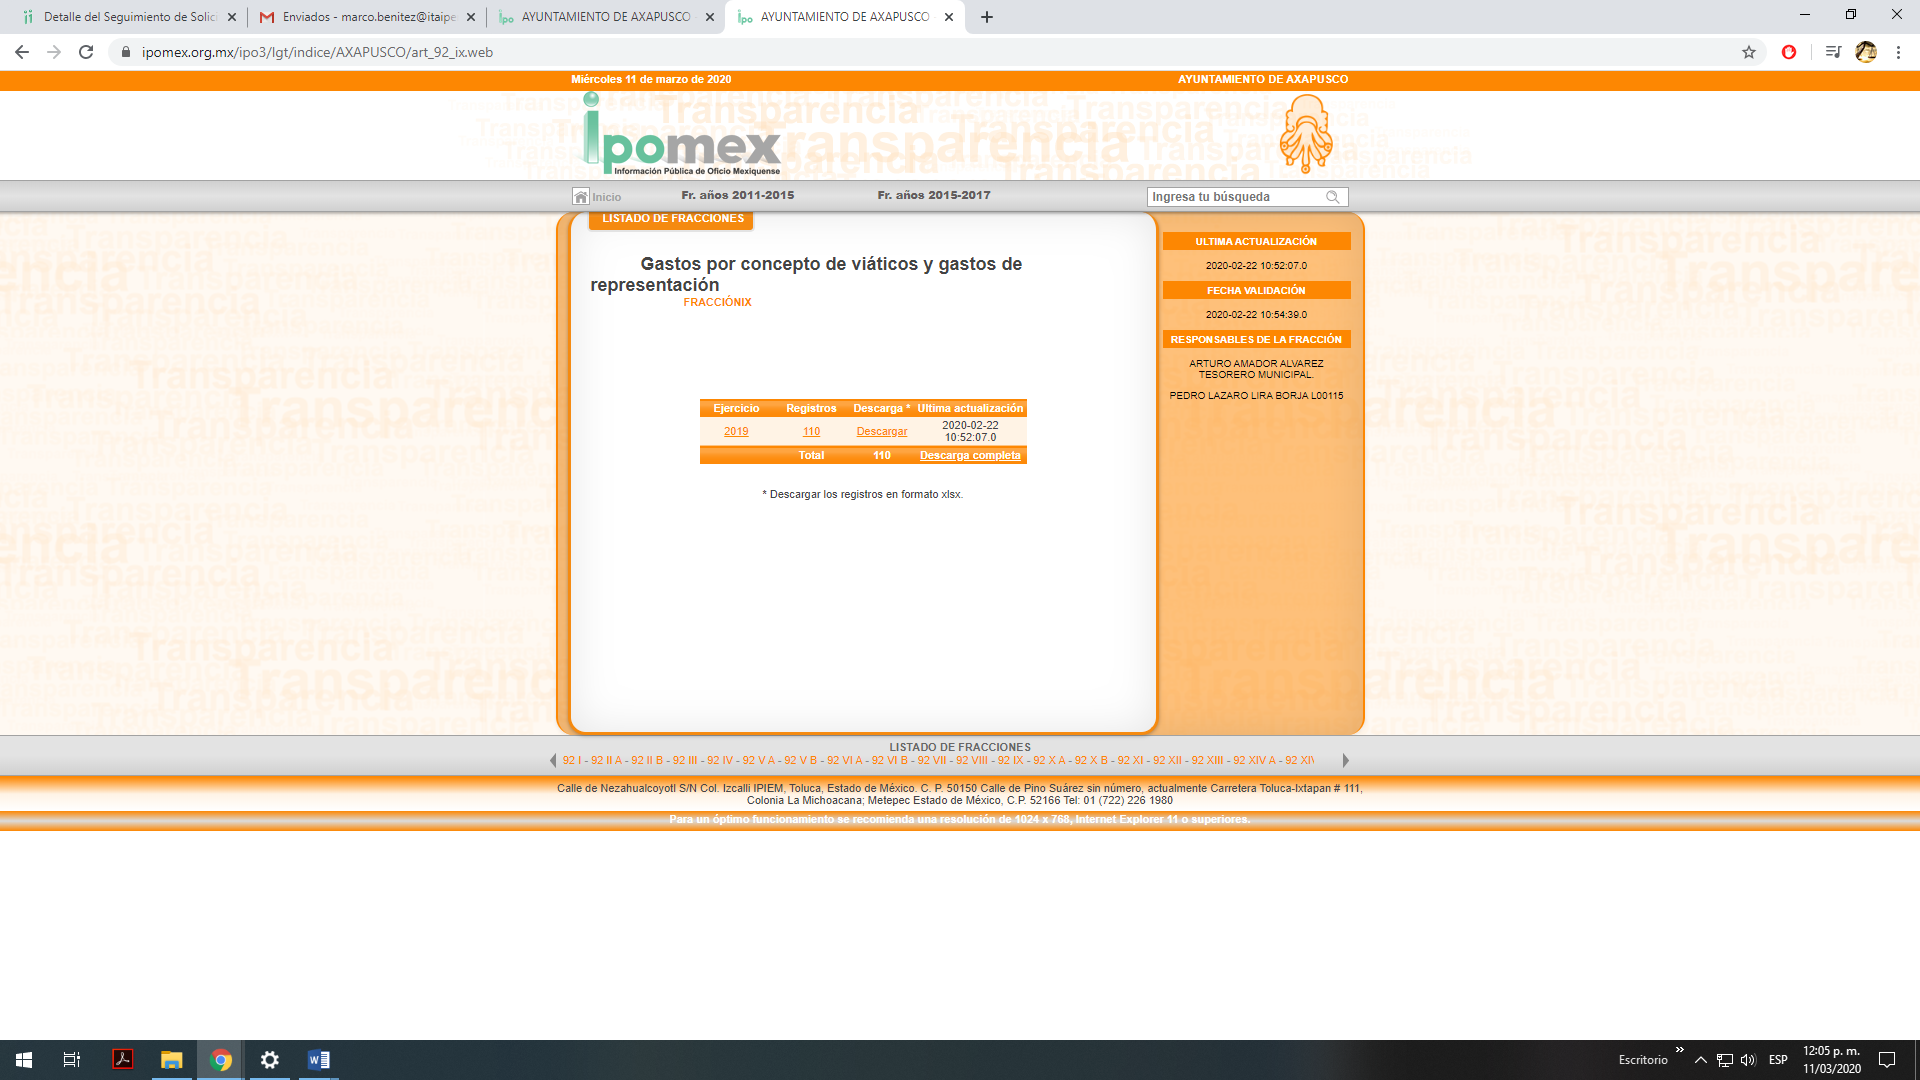 Detalle del Seguimiento de Solici
Enviados - marco.benitez@itaipe
AYUNTAMIENTO DE AXAPUSCO
AYUNTAMIENTO DE AXAPUSCO
ipomex.org.mx/ipo3/lgt/indice/AXAPUSCO/art_92_ix.web
Miércoles 11 de marzo de 2020
AYUNTAMIENTO DE AXAPUSCO
ipomex
Información Pública de Oficio Mexiquense
Inicio
Fr. años 2011-2015
Fr. años 2015-2017
Ingresa tu búsqueda
LISTADO DE FRACCIONES
Gastos por concepto de viáticos y gastos de
representación
FRACCIÓNIX
Ejercicio Registros Descarga * Ultima actualización
2019 110 Descargar 2020-02-22
10:52:07.0
Total 110 Descarga completa
* Descargar los registros en formato xlsx.
ULTIMA ACTUALIZACIÓN
2020-02-22 10:52:07.0
FECHA VALIDACIÓN
2020-02-22 10:54:39.0
RESPONSABLES DE LA FRACCIÓN
ARTURO AMADOR ALVAREZ
TESORERO MUNICIPAL.
PEDRO LAZARO LIRA BORJA L00115
LISTADO DE FRACCIONES
92 I - 92 II A - 92 II B - 92 III - 92 IV - 92 V A - 92 V B - 92 VI A - 92 VI B - 92 VII - 92 VIII - 92 IX - 92 X A - 92 X B - 92 XI - 92 XII - 92 XIII - 92 XIV A - 92 XIV
Calle de Nezahualcoyotl S/N Col. Izcalli IPIEM, Toluca, Estado de México. C. P. 50150 Calle de Pino Suárez sin número, actualmente Carretera Toluca-Ixtapan # 111,
Colonia La Michoacana; Metepec Estado de México, C.P. 52166 Tel: 01 (722) 226 1980
Para un óptimo funcionamiento se recomienda una resolución de 1024 x 768, Internet Explorer 11 o superiores.
Escritorio
ESP
12:05 p. m.
11/03/2020